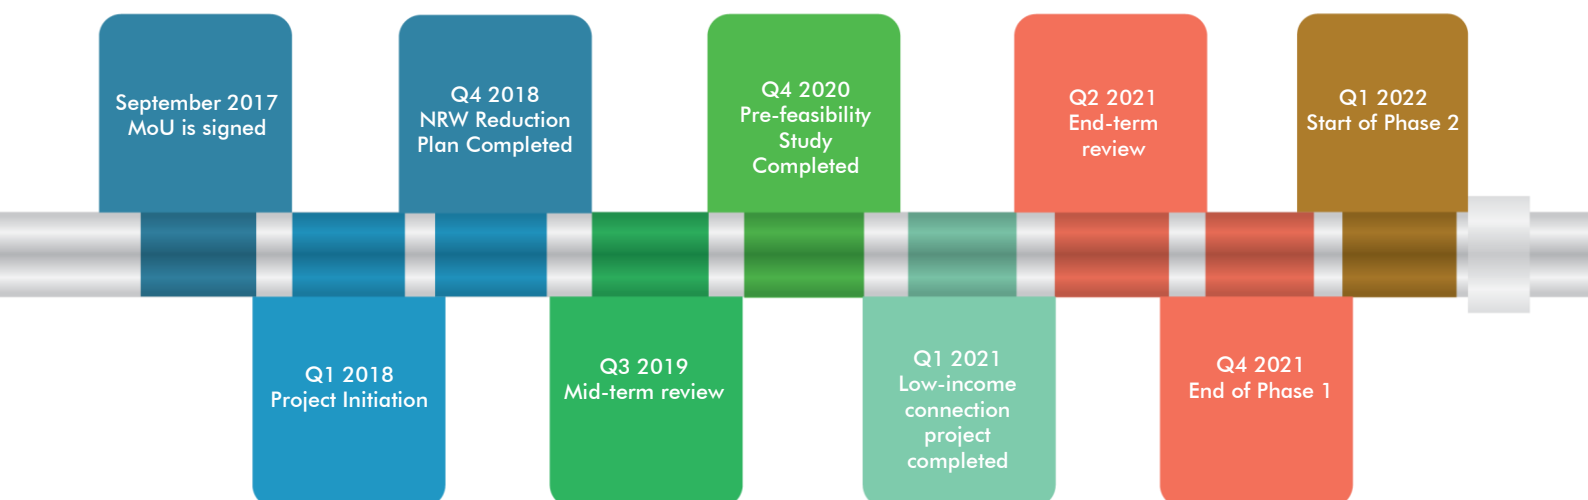 September 2017
MoU is signed
Q1 2018
Project Initiation
Q4 2018
NRW Reduction
Plan Completed
Q3 2019
Mid-term review
Q4 2020
Pre-feasibility
Study
Completed
Q1 2021
Low-income
connection
project
completed
Q2 2021
End-term
review
Q4 2021
End of Phase 1
Q1 2022
Start of Phase 2